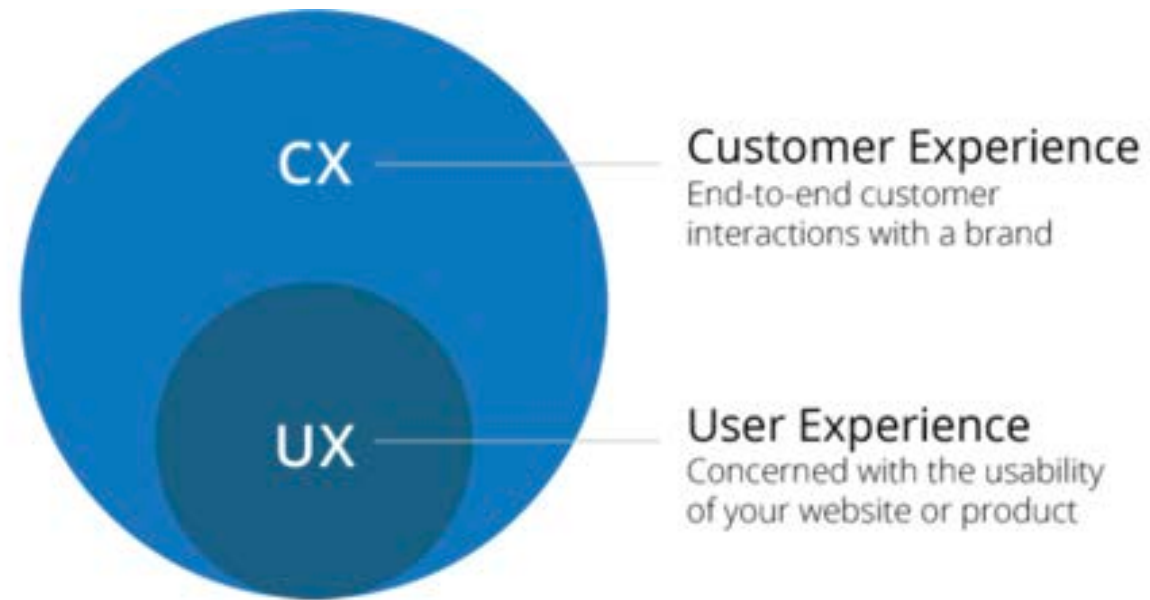 CX
Customer Experience
End-to-end customer
interactions with a brand
UX
User Experience
Concerned with the usability
of your website or product